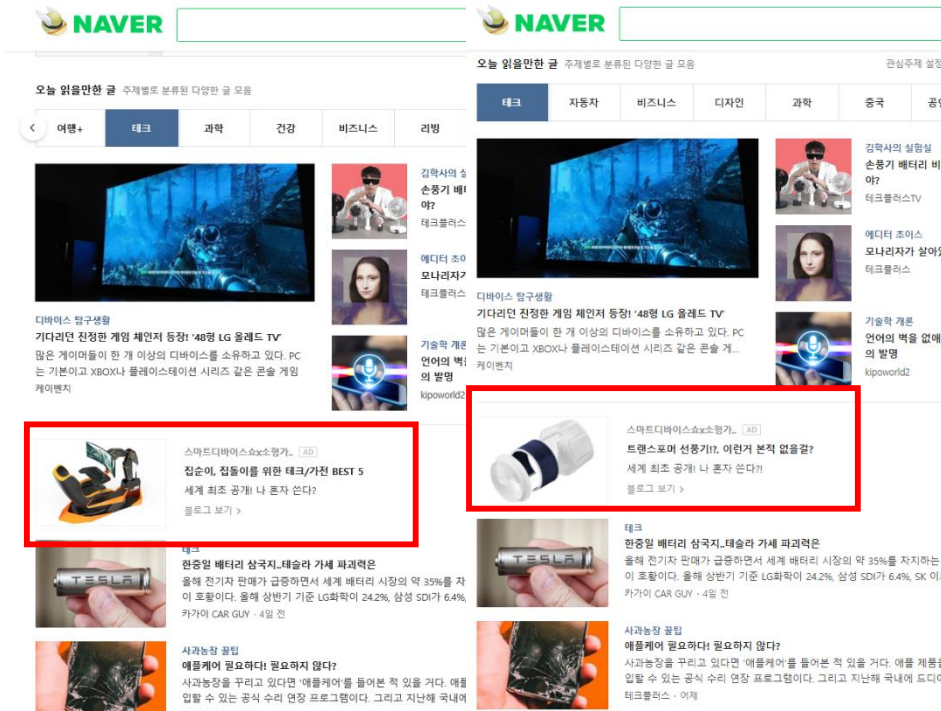 NAVER
오늘 읽을만한 글 주제별로 분류된 다양한 글 모음
여행+ 테크 과학 건강 비즈니스 리빙
김학사의
손풍기
야?
테크플러스
에디터 초이
모나리자가
테크플러스
기술학 개론
언어의
의 발명
kipoworld2
디바이스 탐구생활
기다리던 진정한 게임 체인저 등장! '48형 LG 올레드 TV'
많은 게이머들이 한 개 이상의 디바이스를 소유하고 있다. PC
는 기본이고 XBOX나 플레이스테이션 시리즈 같은 콘솔 게임
케이벤치
스마트디바이스쇼x소형가.. AD
집순이, 집돌이를 위한 테크/가전 BEST 5
세계 최초 공개! 나 혼자 쓴다?
블로그 보기 >
TESLA
테크
한중일 배터리 삼국지..테슬라 가세 파괴력은
올해 전기차 판매가 급증하면서 세계 배터리 시장의 약 35%를 자
이 호황이다. 올해 상반기 기준 LG화학이 24.2%, 삼성 SDI가 6.4%,
카가이 CAR GUY · 4일 전
사과농장 꿀팁
애플케어 필요하다! 필요하지 않다?
사과농장을 꾸리고 있다면 '애플케어'를 들어본 적 있을 거다. 애플
입할 수 있는 공식 수리 연장 프로그램이다. 그리고 지난해 국내에
NAVER
오늘 읽을만한 글 주제별로 분류된 다양한 글 모음 관심주제 설정
테크 자동차 비즈니스 디자인 과학 중국
김학사의 실험실
손풍기 배터리 비
야?
테크플러스TV
에디터 초이스
모나리자가 살아
테크플러스
기술학 개론
언어의 벽을 없애
의 발명
kipoworld2
디바이스 탐구생활
기다리던 진정한 게임 체인저 등장! '48형 LG 올레드 TV'
많은 게이머들이 한 개 이상의 디바이스를 소유하고 있다. PC
는 기본이고 XBOX나 플레이스테이션 시리즈 같은 콘솔 게...
케이벤치
스마트디바이스쇼x소형가.. AD
트랜스포머 선풍기!?, 이런거 본적 없을걸?
세계 최초 공개! 나 혼자 쓴다?!
블로그 보기 >
TESLA
테크
한중일 배터리 삼국지..테슬라 가세 파괴력은
올해 전기차 판매가 급증하면서 세계 배터리 시장의 약 35%를 차지하는
이 호황이다. 올해 상반기 기준 LG화학이 24.2%, 삼성 SDI가 6.4%, SK 이
카가이 CAR GUY · 4일 전
사과농장 꿀팁
애플케어 필요하다! 필요하지 않다?
사과농장을 꾸리고 있다면 '애플케어'를 들어본 적 있을 거다. 애플 제품을
입할 수 있는 공식 수리 연장 프로그램이다. 그리고 지난해 국내에 드디어
테크플러스 · 어제